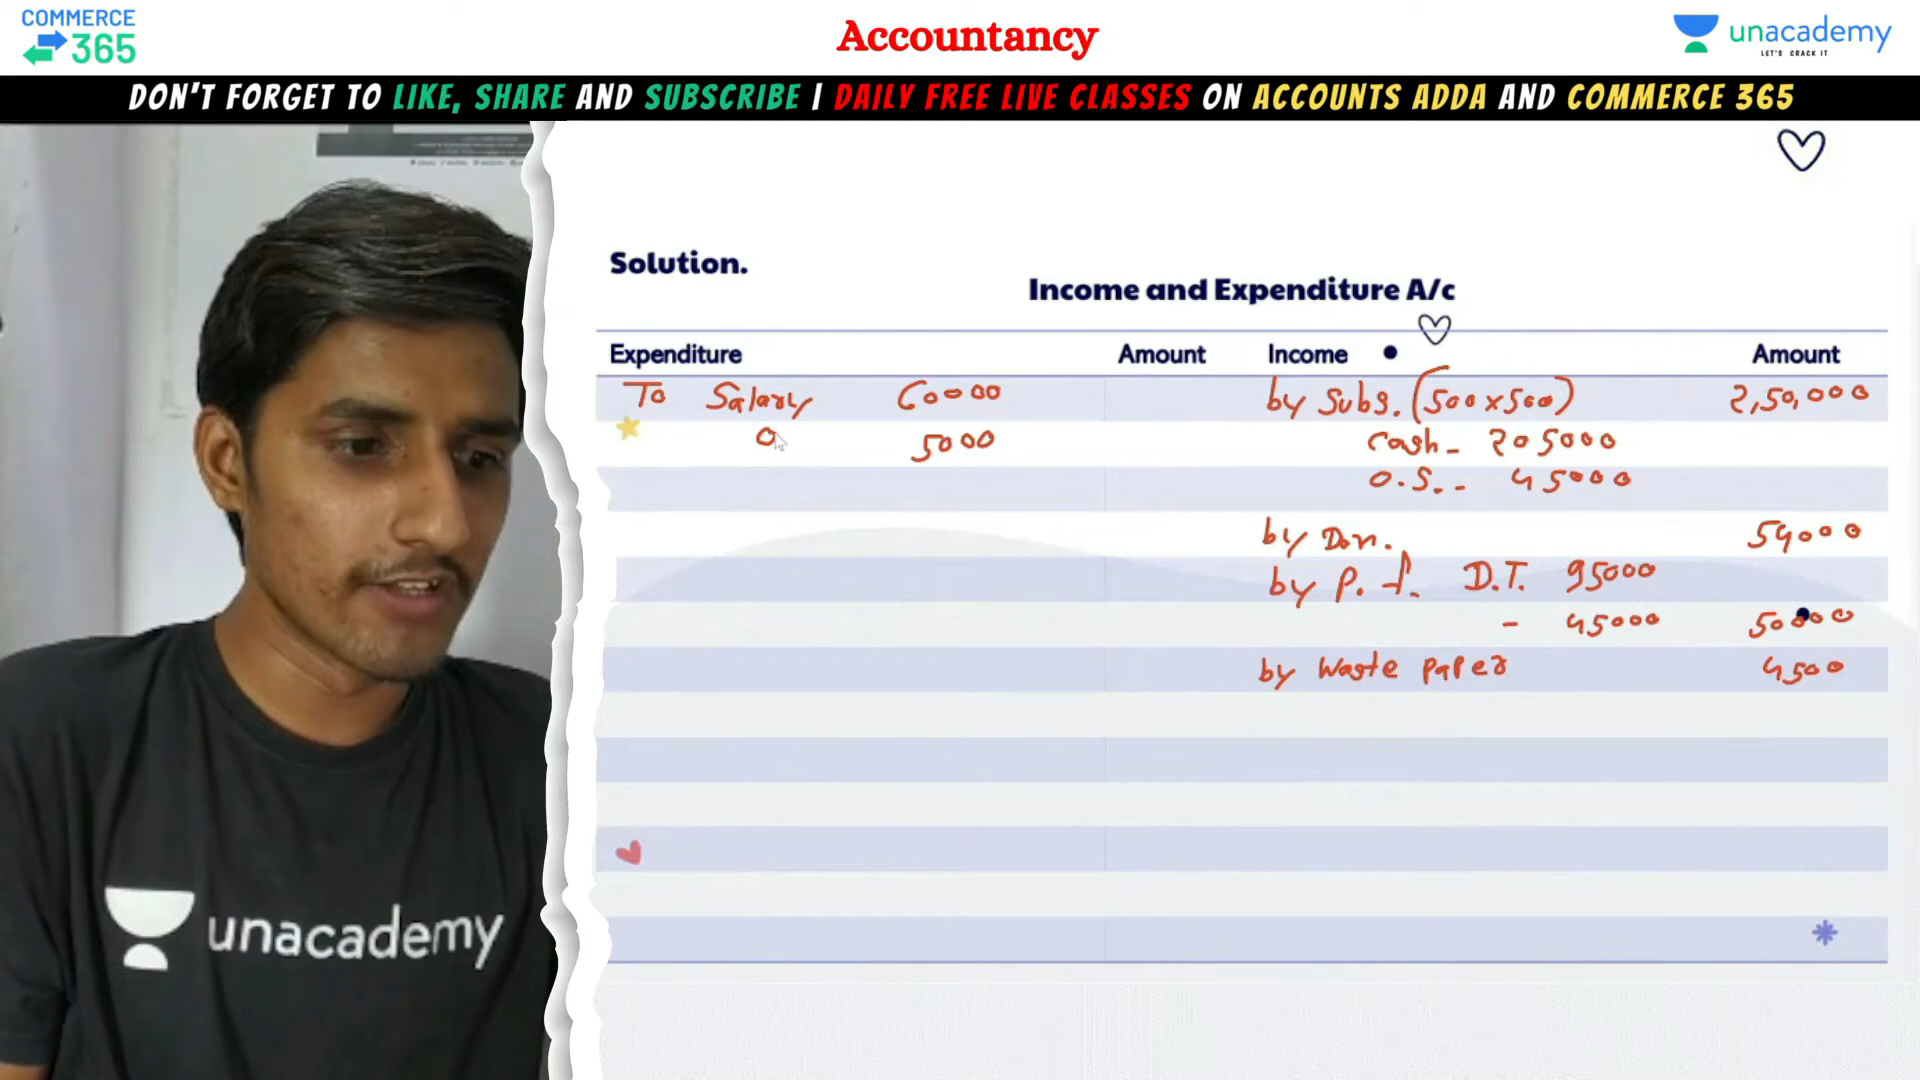 COMMERCE
365
Accountancy
unacademy
LET'S CRACK IT
DON'T FORGET TO LIKE, SHARE AND SUBSCRIBE | DAILY FREE LIVE CLASSES ON ACCOUNTS ADDA AND COMMERCE 365
Solution.
Income and Expenditure A/c
Expenditure Amount Income Amount
To Salary 60000 by Subs. (500x500) 2,50,000
O 5000 cash - 205000
O.S. - 45000
by Don. 54000
by P. f. D.T. 95000
- 45000 50000
by Waste paper 4500
unacademy